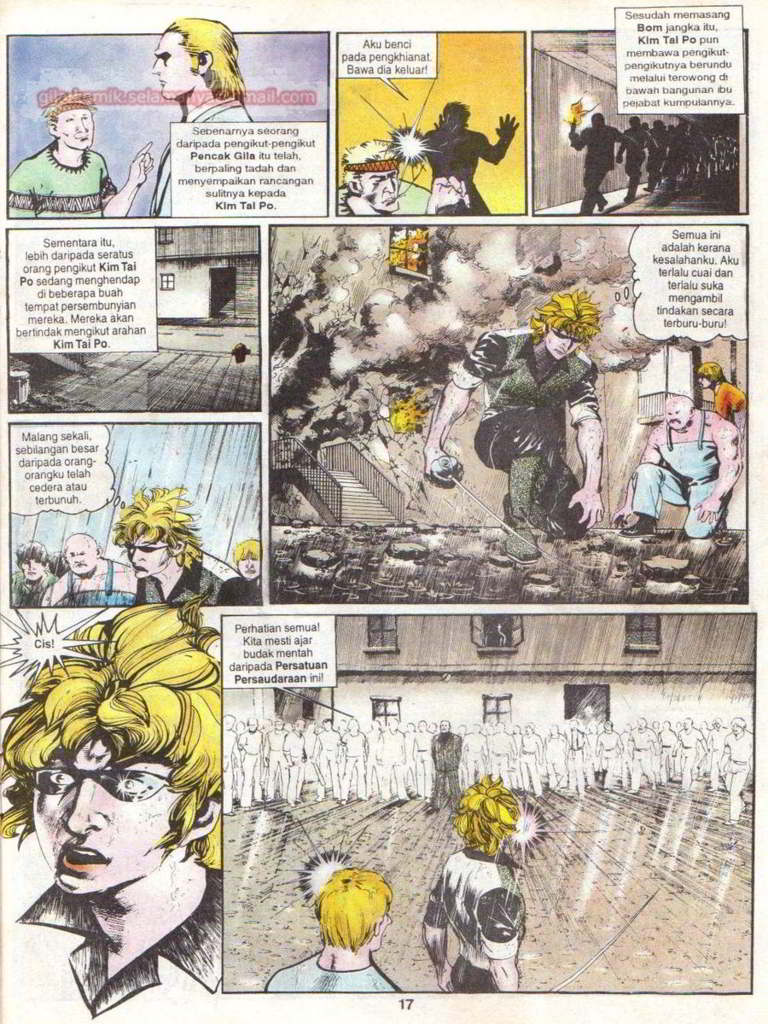 gilakomik.selamanya@gmail.com
Sebenarnya seorang
daripada pengikut-pengikut
Pencak Gila itu telah,
berpaling tadah dan
menyempaikan rancangan
sulitnya kepada
Kim Tai Po.
Aku benci
pada pengkhianat.
Bawa dia keluar!
Sesudah memasang
Bom jangka itu,
Kim Tai Po pun
membawa pengikut-
pengikutnya berundu
melalui terowong di
bawah bangunan ibu
pejabat kumpulannya.
Sementara itu,
lebih daripada seratus
orang pengikut Kim Tai
Po sedang menghendap
di beberapa buah
tempat persembunyian
mereka. Mereka akan
bertindak mengikut arahan
Kim Tai Po.
Semua ini
adalah kerana
kesalahanku. Aku
terlalu cuai dan
terlalu suka
mengambil
tindakan secara
terburu-buru!
Malang sekali,
sebilangan besar
daripada orang-
orangku telah
cedera atau
terbunuh.
Cis!
Perhatian semua!
Kita mesti ajar
budak mentah
daripada Persatuan
Persaudaraan ini!
17